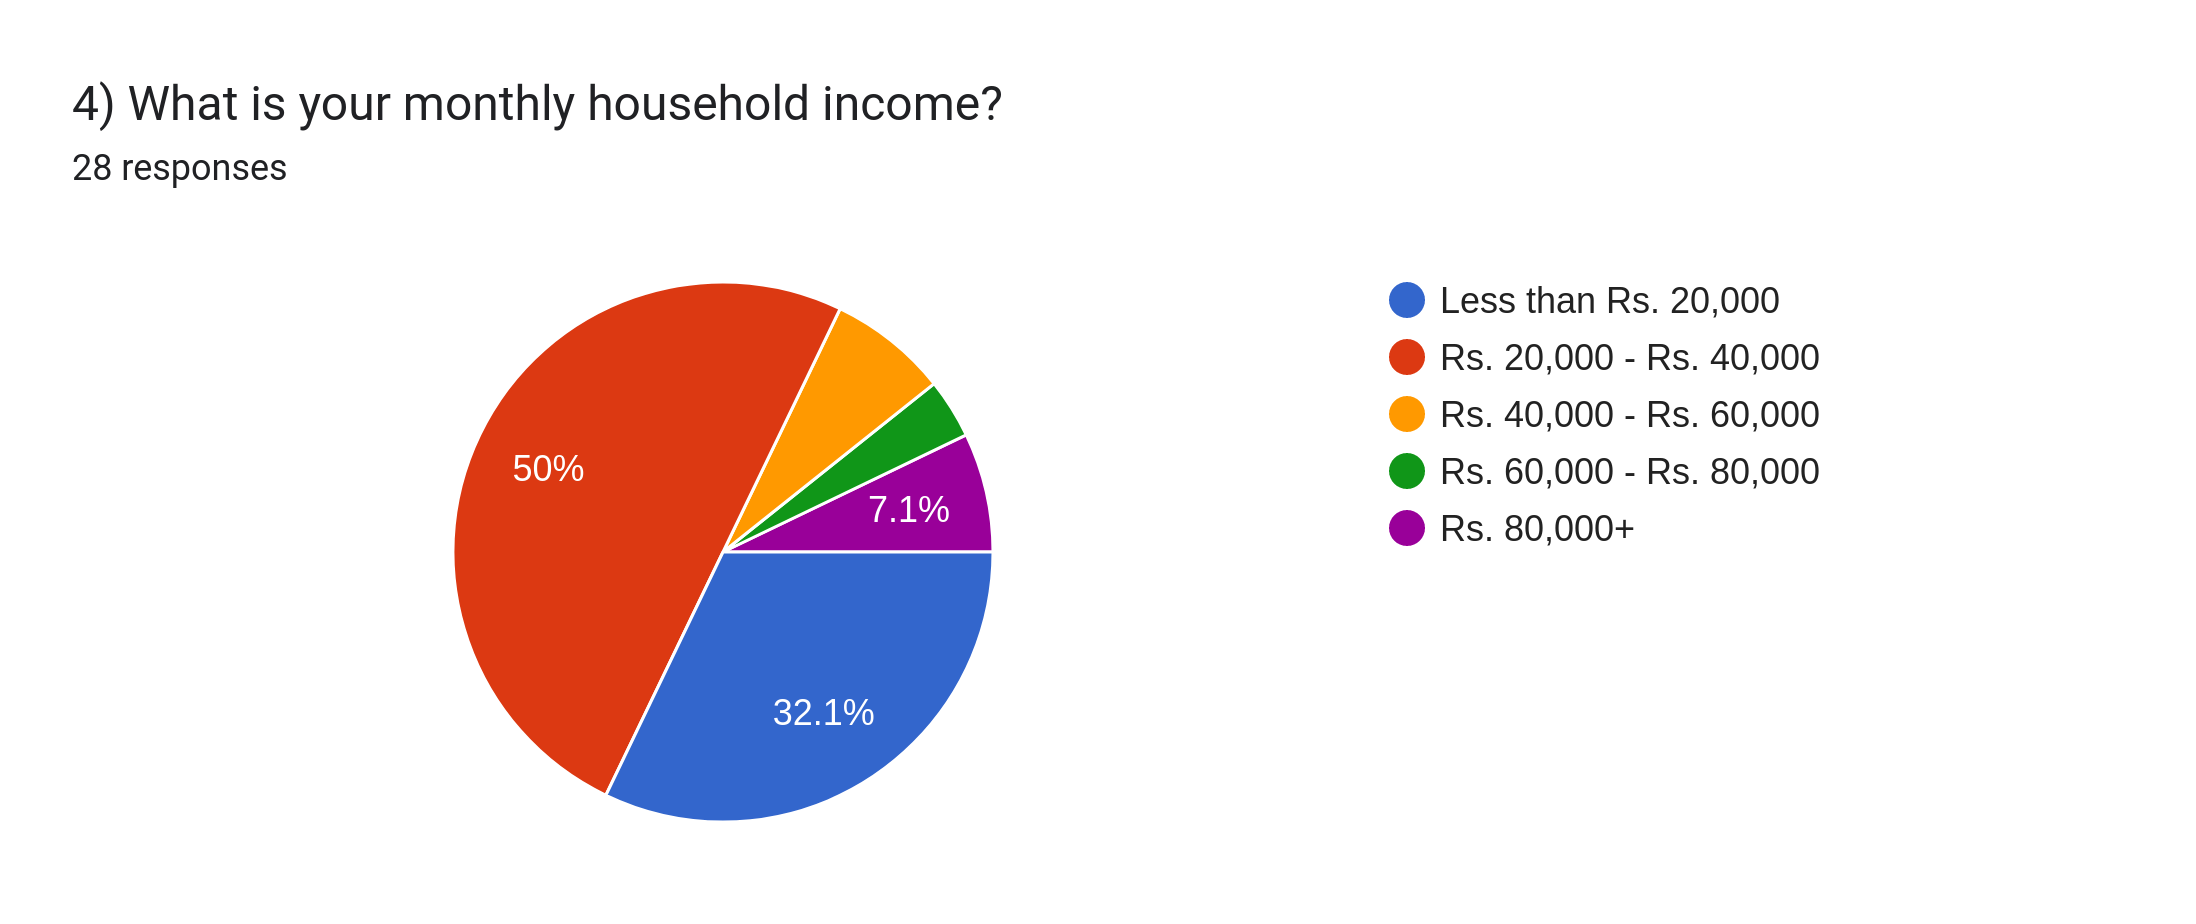 4) What is your monthly household income?
28 responses
50%
7.1%
32.1%
Less than Rs. 20,000
Rs. 20,000 - Rs. 40,000
Rs. 40,000 - Rs. 60,000
Rs. 60,000 - Rs. 80,000
Rs. 80,000+